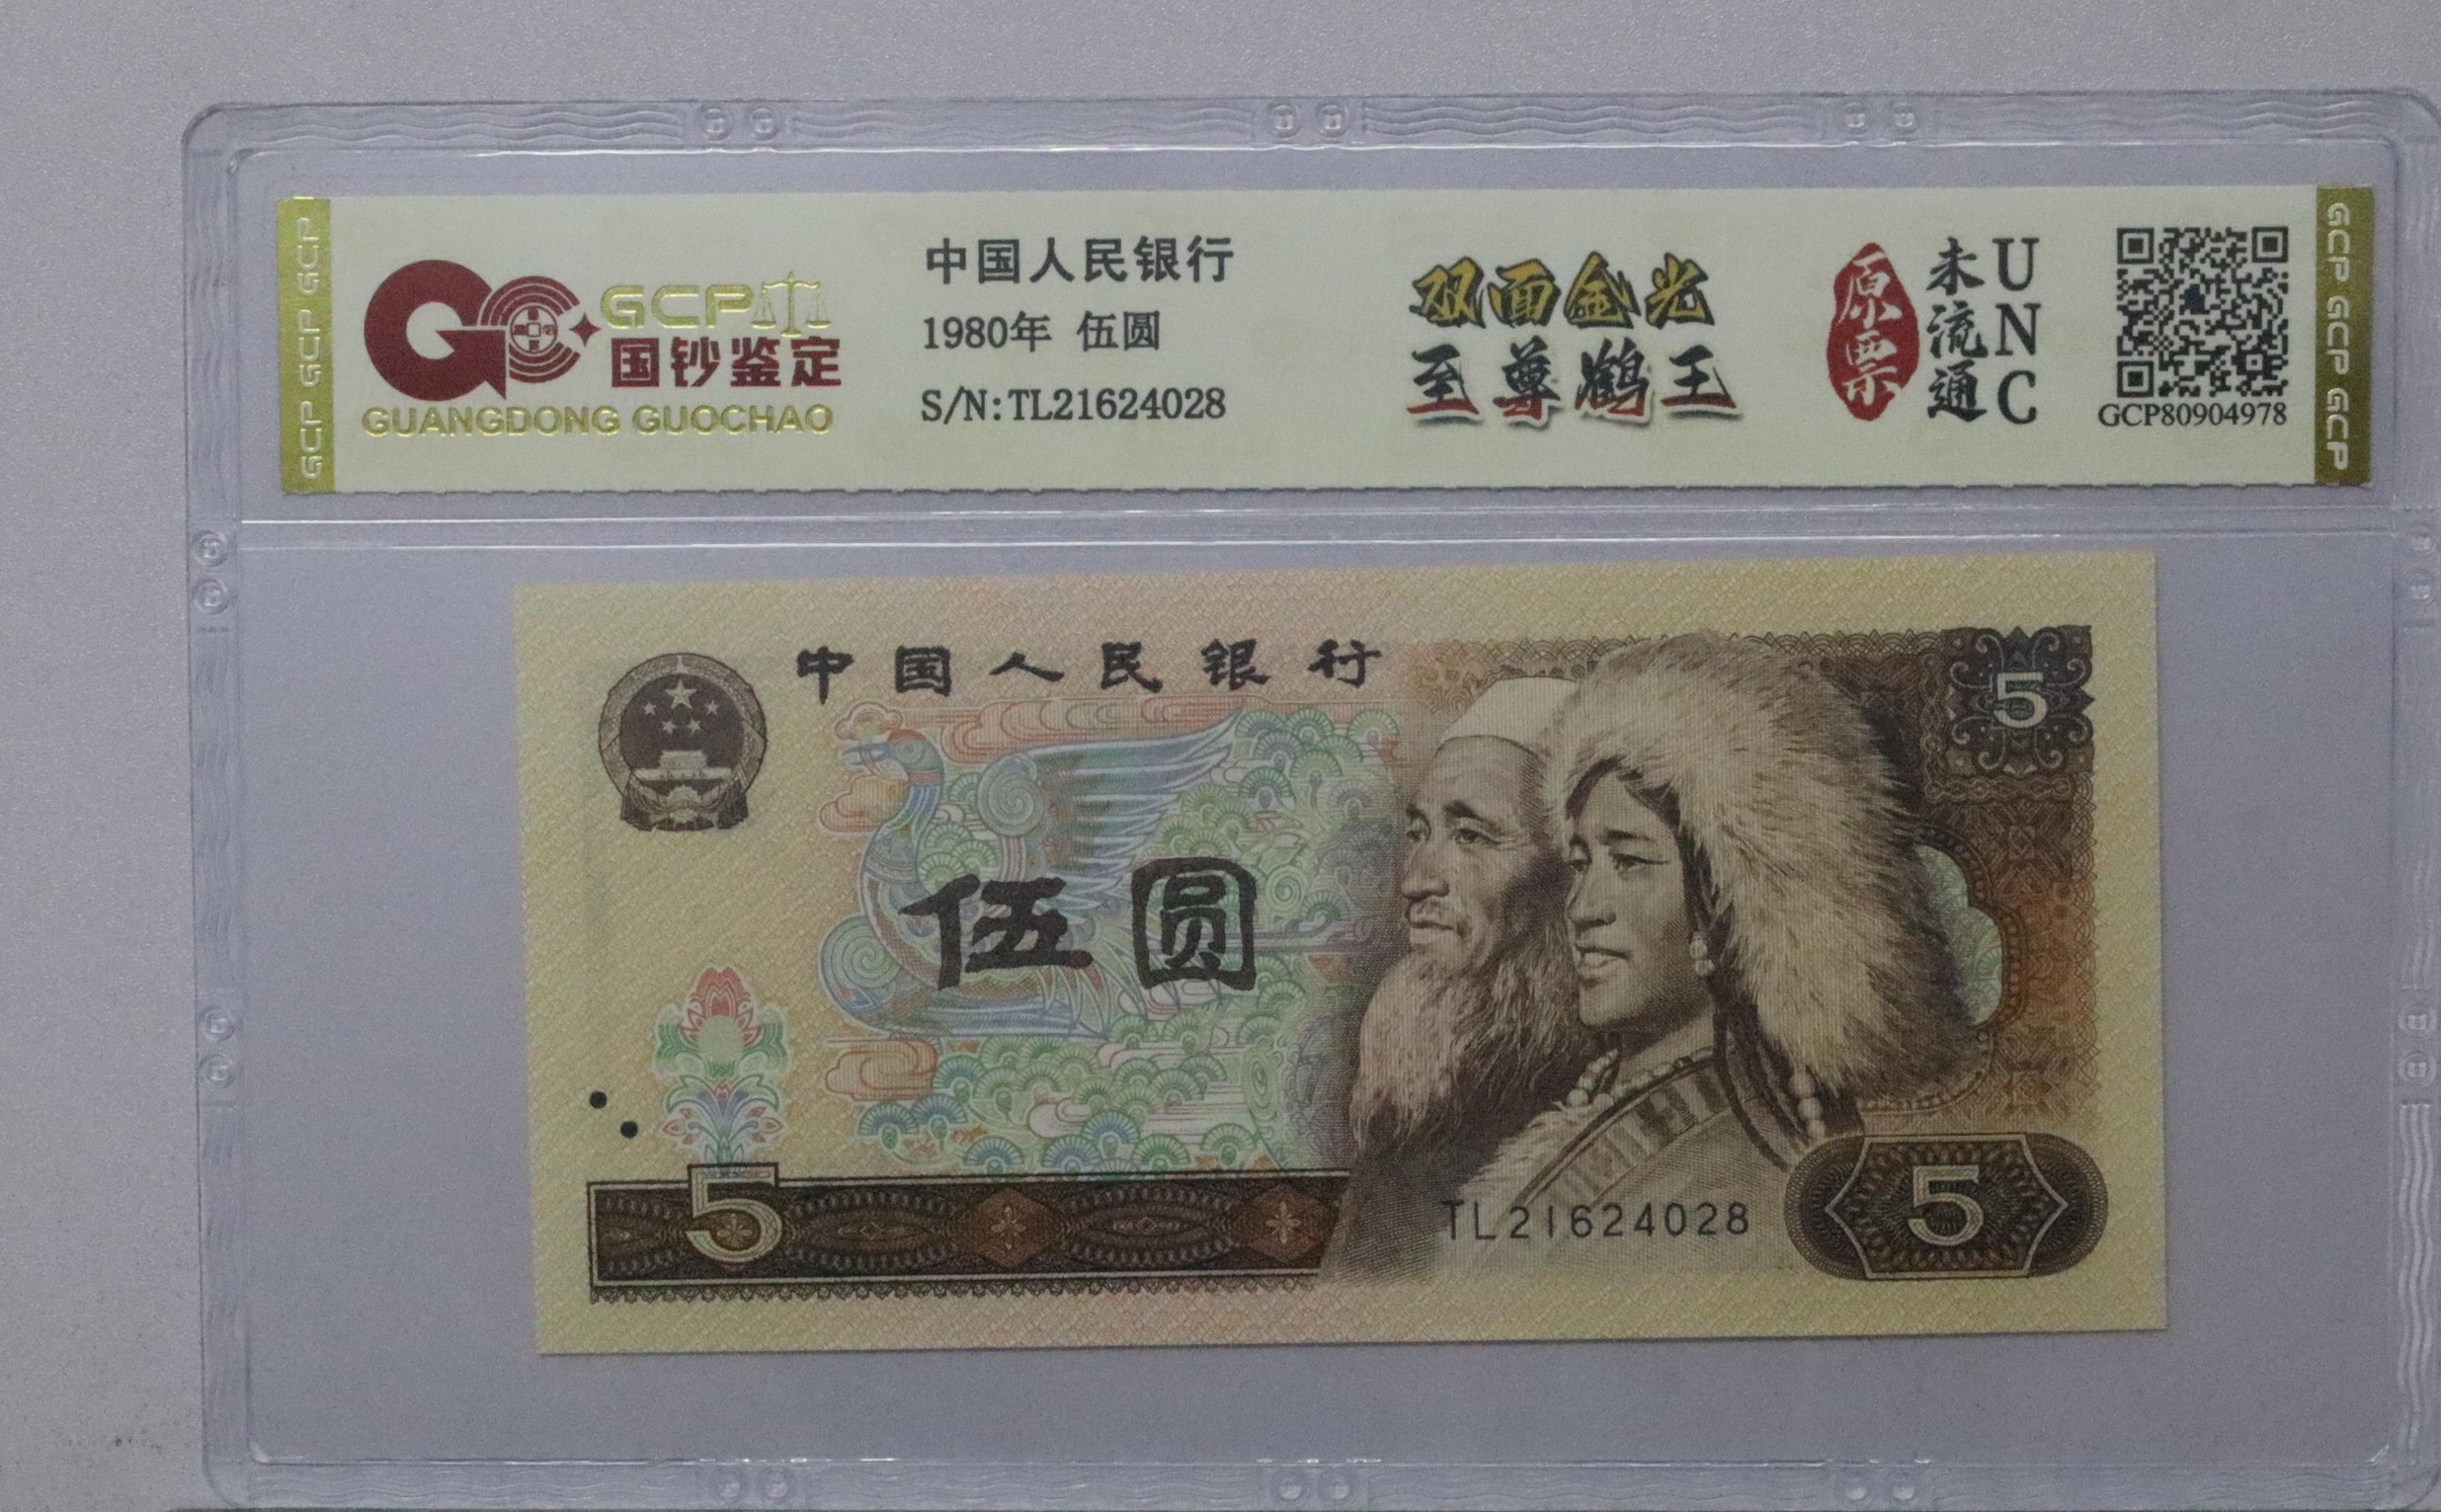 GCP GCP GCP
GCP
国钞鉴定
GUANGDONG GUOCHAO
中国人民银行
1980年 伍圆
S/N:TL21624028
双面金光
至尊鹤王
原票
未流通
UNC
GCP80904978
GCP GCP GCP
中国人民银行
5
伍圆
5
TL21624028
5